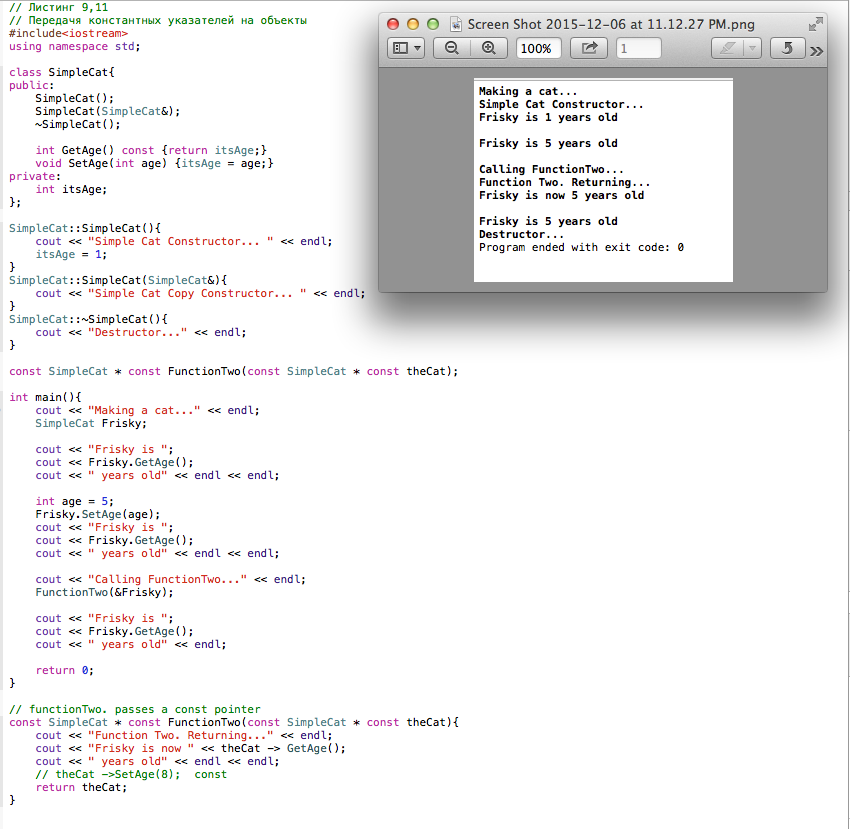 // Листинг 9,11
// Передача константных указателей на объекты
#include<iostream>
using namespace std;

class SimpleCat{
public:
    SimpleCat();
    SimpleCat(SimpleCat&);
    ~SimpleCat();

    int GetAge() const {return itsAge;}
    void SetAge(int age) {itsAge = age;}
private:
    int itsAge;
};

SimpleCat::SimpleCat(){
    cout << "Simple Cat Constructor... " << endl;
    itsAge = 1;
}
SimpleCat::SimpleCat(SimpleCat&){
    cout << "Simple Cat Copy Constructor... " << endl;
}
SimpleCat::~SimpleCat(){
    cout << "Destructor..." << endl;
}

const SimpleCat * const FunctionTwo(const SimpleCat * const theCat);

int main(){
    cout << "Making a cat..." << endl;
    SimpleCat Frisky;

    cout << "Frisky is ";
    cout << Frisky.GetAge();
    cout << " years old" << endl << endl;

    int age = 5;
    Frisky.SetAge(age);
    cout << "Frisky is ";
    cout << Frisky.GetAge();
    cout << " years old" << endl << endl;

    cout << "Calling FunctionTwo..." << endl;
    FunctionTwo(&Frisky);

    cout << "Frisky is ";
    cout << Frisky.GetAge();
    cout << " years old" << endl;

    return 0;
}

// functionTwo. passes a const pointer
const SimpleCat * const FunctionTwo(const SimpleCat * const theCat){
    cout << "Function Two. Returning..." << endl;
    cout << "Frisky is now " << theCat -> GetAge();
    cout << " years old" << endl << endl;
    // theCat ->SetAge(8);  const
    return theCat;
}

Screen Shot 2015-12-06 at 11.12.27 PM.png
100%
1
Making a cat...
Simple Cat Constructor...
Frisky is 1 years old

Frisky is 5 years old

Calling FunctionTwo...
Function Two. Returning...
Frisky is now 5 years old

Frisky is 5 years old
Destructor...
Program ended with exit code: 0